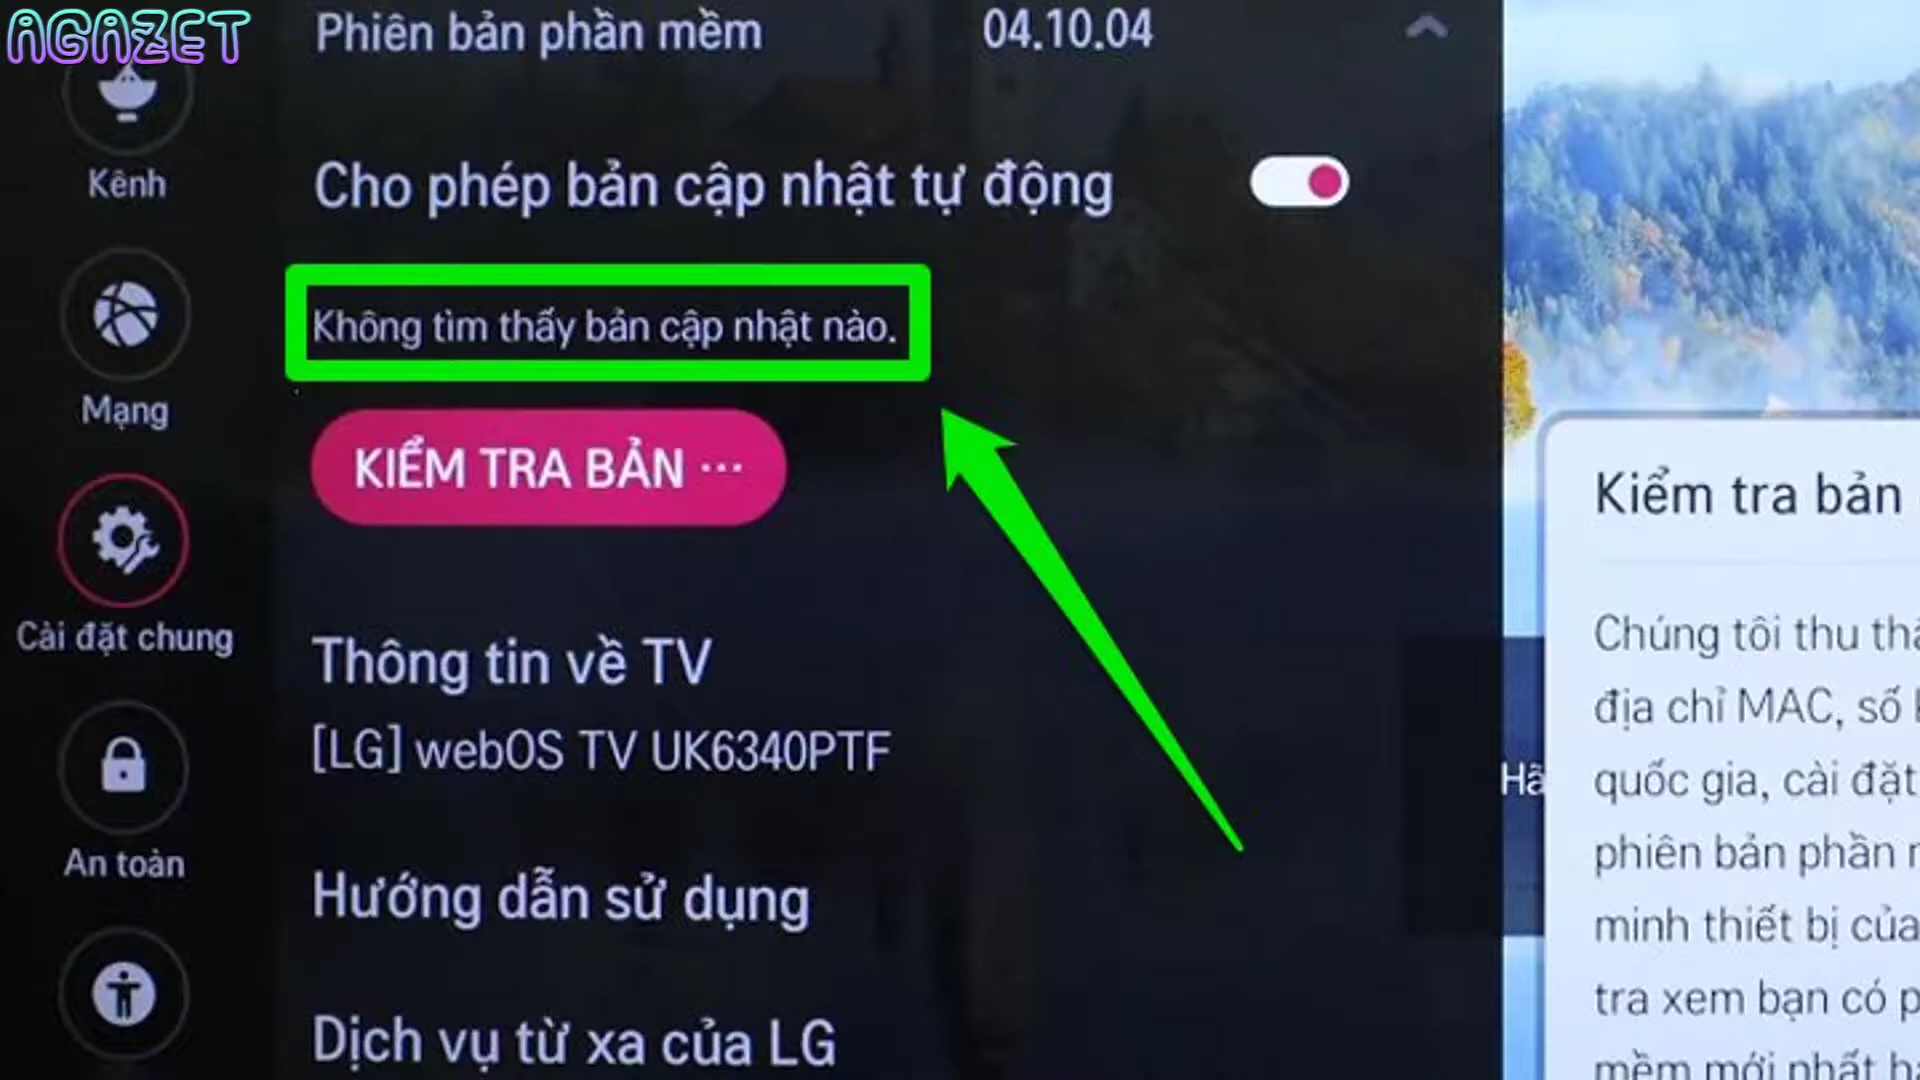 AGAZET
Phiên bản phần mềm 04.10.04
Kênh
Cho phép bản cập nhật tự động
Không tìm thấy bản cập nhật nào.
Mạng
KIỂM TRA BẢN ...
Cài đặt chung
Thông tin về TV
[LG] webOS TV UK6340PTF
An toàn
Hướng dẫn sử dụng
Dịch vụ từ xa của LG
Kiểm tra bản
Chúng tôi thu
địa chỉ MAC, số
quốc gia, cài đặt
phiên bản phần
minh thiết bị của
tra xem bạn có
mềm mới nhất